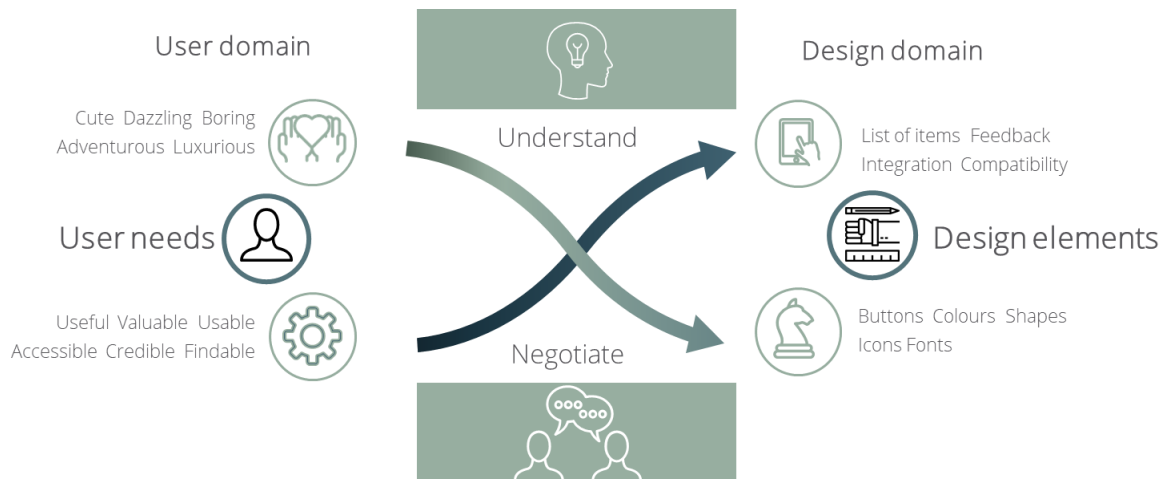 User domain
Cute Dazzling Boring
Adventurous Luxurious
User needs
Useful Valuable Usable
Accessible Credible Findable
Understand
Negotiate
Design domain
List of items Feedback
Integration Compatibility
Design elements
Buttons Colours Shapes
Icons Fonts